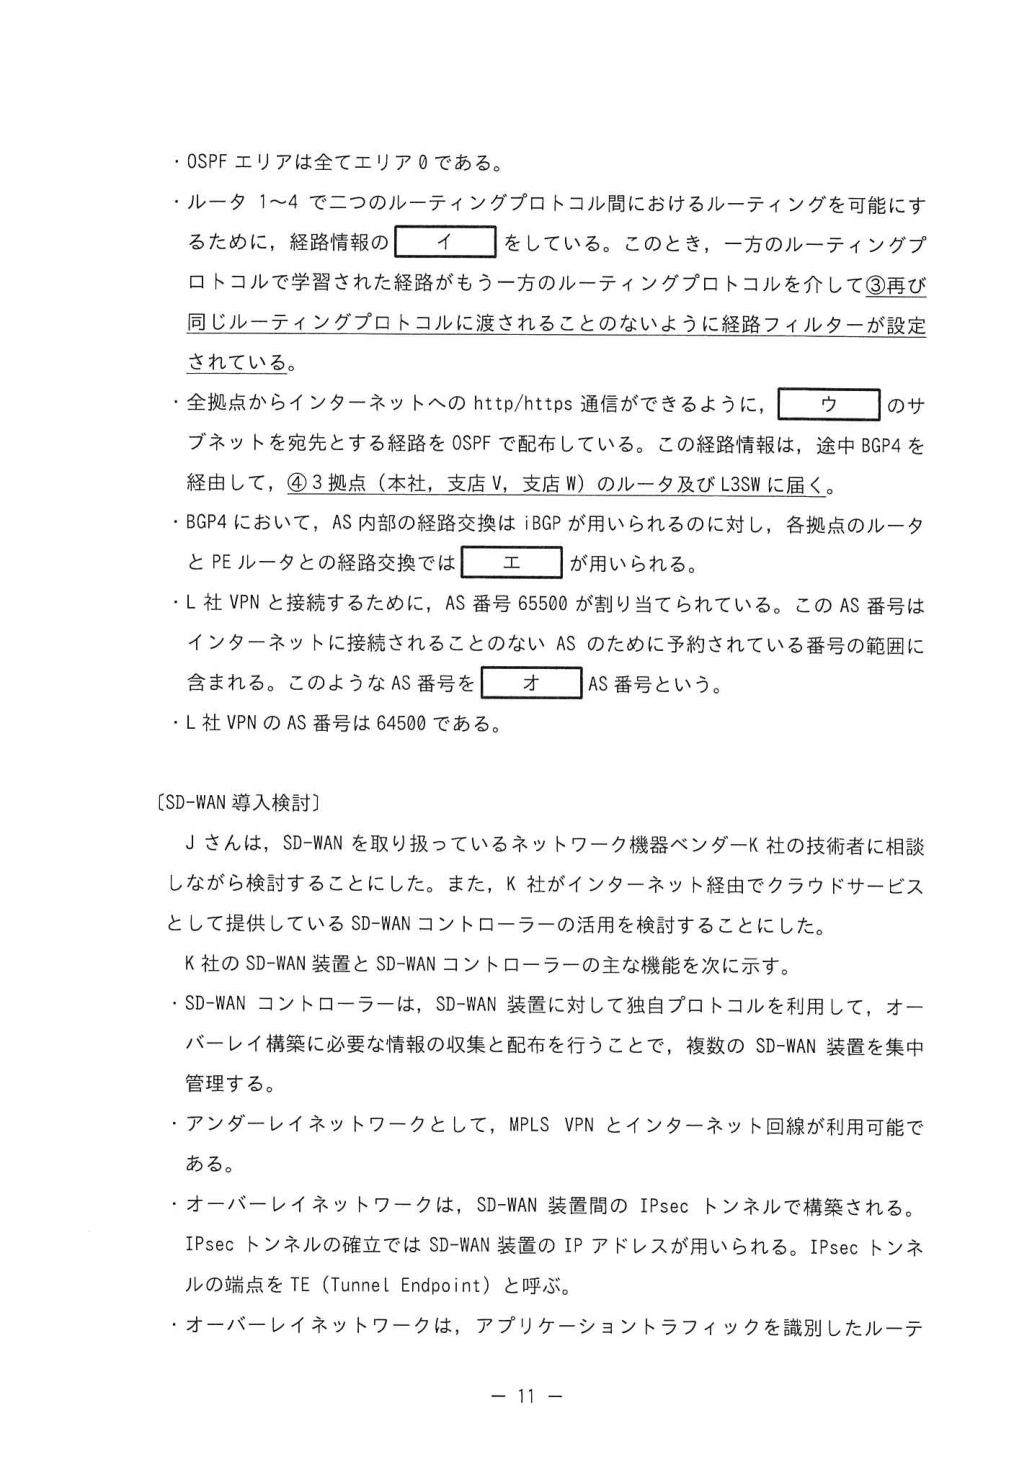 ・OSPF エリアは全てエリア 0 である。
・ルータ 1～4 で二つのルーティングプロトコル間におけるルーティングを可能にす
るために，経路情報の イ をしている。このとき，一方のルーティングプ
ロトコルで学習された経路がもう一方のルーティングプロトコルを介して③再び
同じルーティングプロトコルに渡されることのないように経路フィルターが設定
されている。
・全拠点からインターネットへの http/https 通信ができるように， ウ のサ
ブネットを宛先とする経路を OSPF で配布している。この経路情報は，途中 BGP4 を
経由して，④3 拠点（本社，支店 V，支店 W）のルータ及び L3SW に届く。
・BGP4 において，AS 内部の経路交換は iBGP が用いられるのに対し，各拠点のルータ
と PE ルータとの経路交換では エ が用いられる。
・L 社 VPN と接続するために，AS 番号 65500 が割り当てられている。この AS 番号は
インターネットに接続されることのない AS のために予約されている番号の範囲に
含まれる。このような AS 番号を オ AS 番号という。
・L 社 VPN の AS 番号は 64500 である。
〔SD-WAN 導入検討〕
J さんは，SD-WAN を取り扱っているネットワーク機器ベンダーK 社の技術者に相談
しながら検討することにした。また，K 社がインターネット経由でクラウドサービス
として提供している SD-WAN コントローラーの活用を検討することにした。
K 社の SD-WAN 装置と SD-WAN コントローラーの主な機能を次に示す。
・SD-WAN コントローラーは，SD-WAN 装置に対して独自プロトコルを利用して，オー
バーレイ構築に必要な情報の収集と配布を行うことで，複数の SD-WAN 装置を集中
管理する。
・アンダーレイネットワークとして，MPLS VPN とインターネット回線が利用可能で
ある。
・オーバーレイネットワークは，SD-WAN 装置間の IPsec トンネルで構築される。
IPsec トンネルの確立では SD-WAN 装置の IP アドレスが用いられる。IPsec トンネ
ルの端点を TE（Tunnel Endpoint）と呼ぶ。
・オーバーレイネットワークは，アプリケーショントラフィックを識別したルーテ
－ 11 －